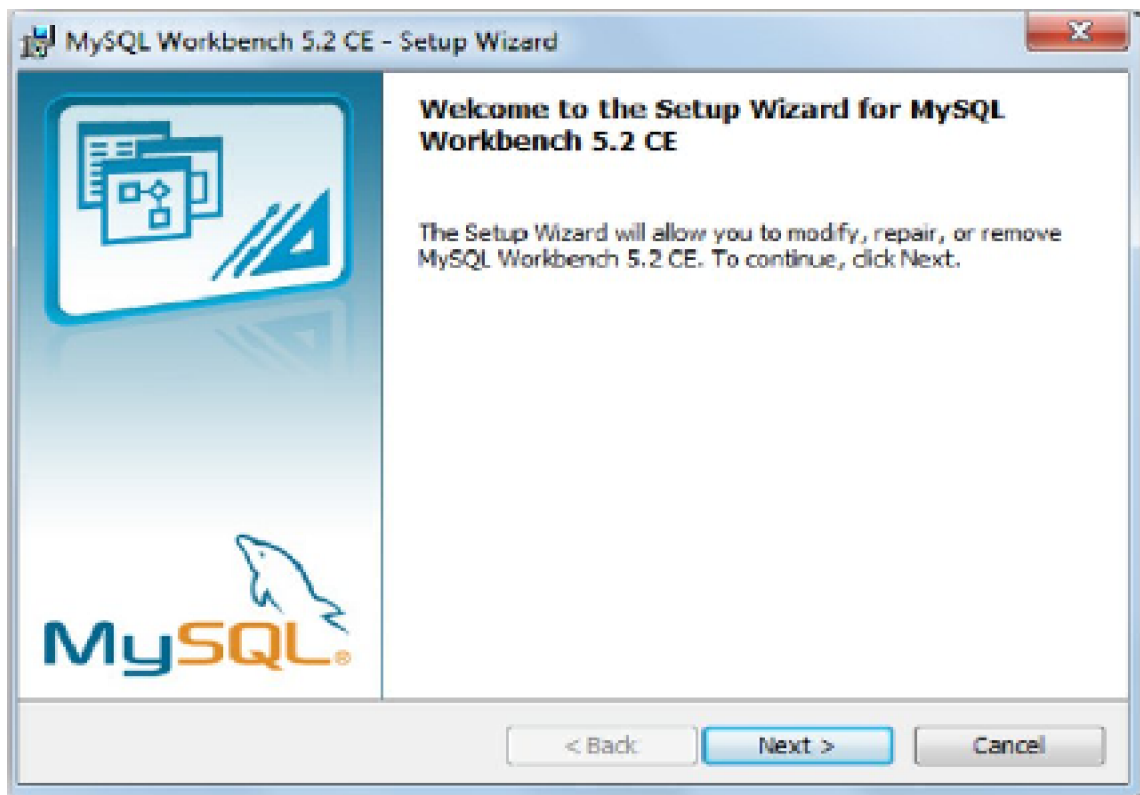 MySQL Workbench 5.2 CE - Setup Wizard
Welcome to the Setup Wizard for MySQL
Workbench 5.2 CE
The Setup Wizard will allow you to modify, repair, or remove
MySQL Workbench 5.2 CE. To continue, click Next.
MySQL®
< Back
Next >
Cancel